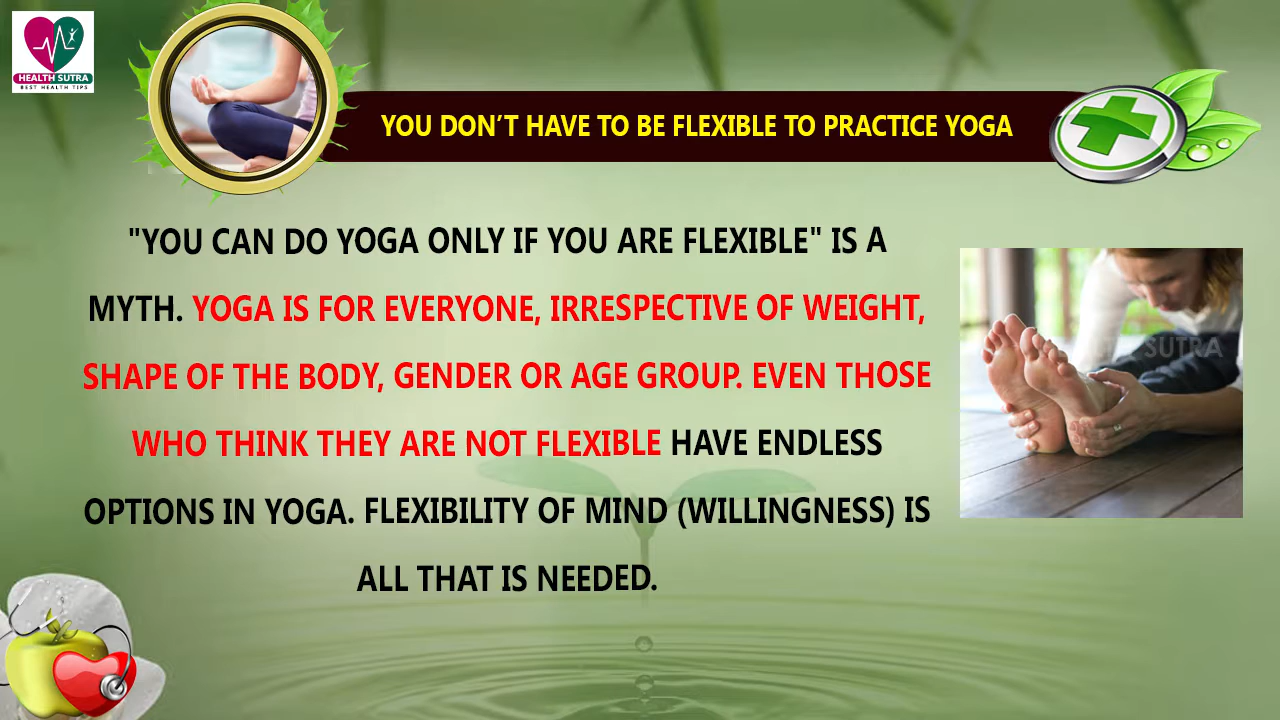 HEALTH SUTRA
BEST HEALTH TIPS
YOU DON’T HAVE TO BE FLEXIBLE TO PRACTICE YOGA
"YOU CAN DO YOGA ONLY IF YOU ARE FLEXIBLE" IS A
MYTH. YOGA IS FOR EVERYONE, IRRESPECTIVE OF WEIGHT,
SHAPE OF THE BODY, GENDER OR AGE GROUP. EVEN THOSE
WHO THINK THEY ARE NOT FLEXIBLE HAVE ENDLESS
OPTIONS IN YOGA. FLEXIBILITY OF MIND (WILLINGNESS) IS
ALL THAT IS NEEDED.
SUTRA